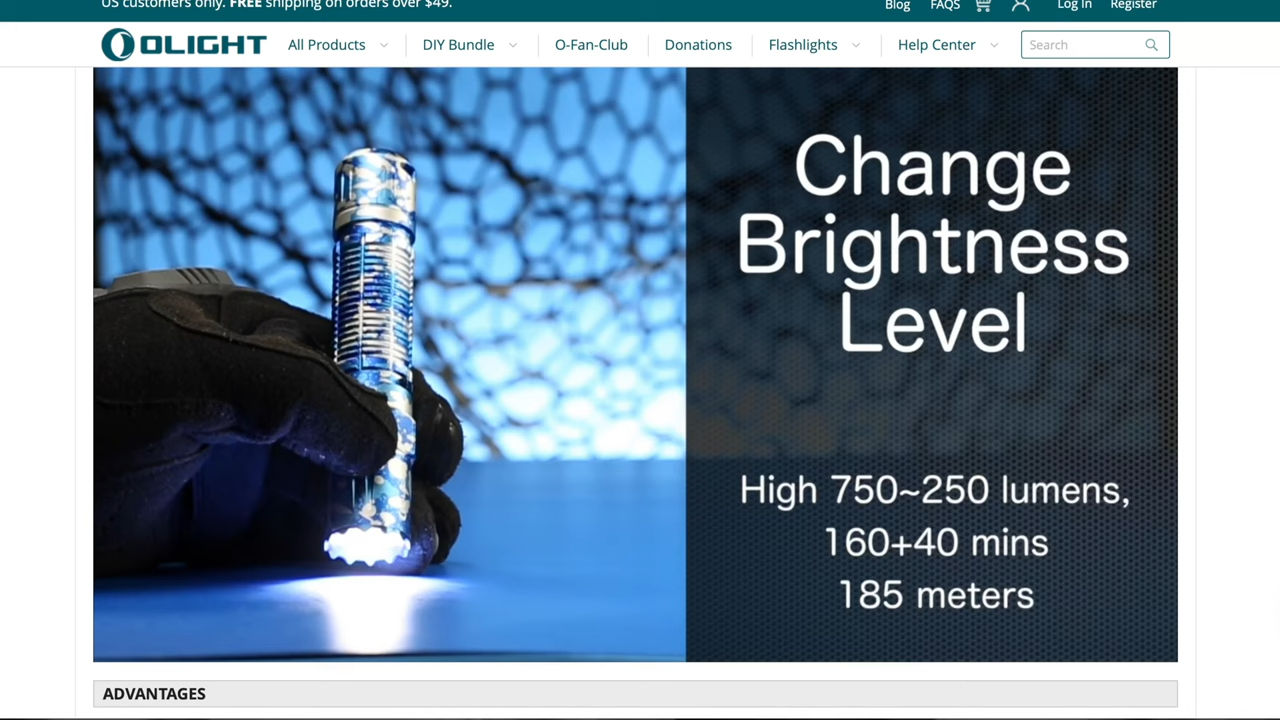 US customers only. FREE shipping on orders over $49.
Blog FAQS Log In Register
OLIGHT All Products DIY Bundle O-Fan-Club Donations Flashlights Help Center Search
Change
Brightness
Level
High 750~250 lumens,
160+40 mins
185 meters
ADVANTAGES